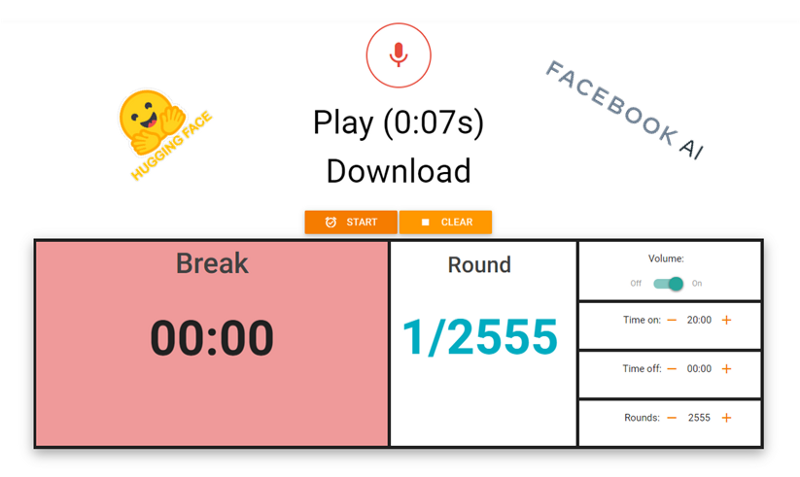 HUGGING FACE
FACEBOOK AI
Play (0:07s)
Download
START
CLEAR
Break
00:00
Round
1/2555
Volume:
Off On
Time on: − 20:00 +
Time off: − 00:00 +
Rounds: − 2555 +